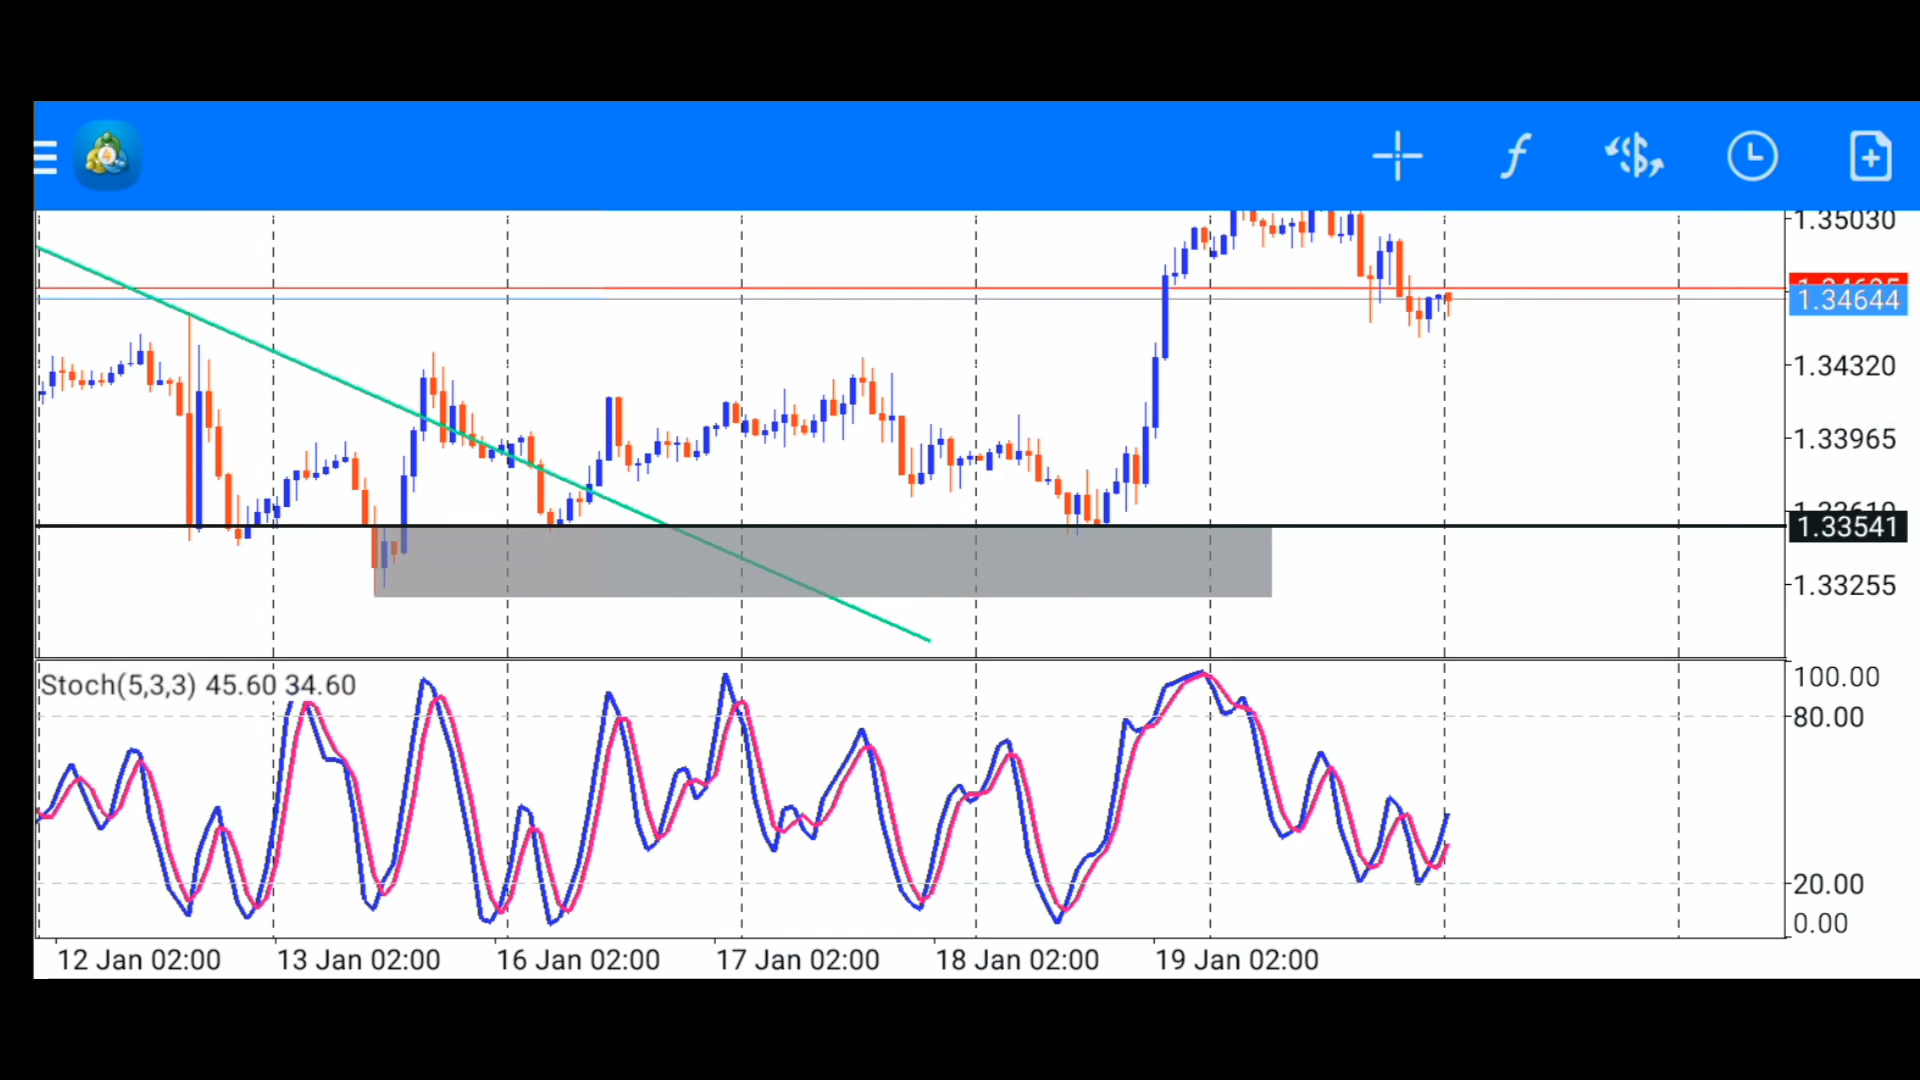 4
1.35030
1.34644
1.34320
1.33965
1.33541
1.33255
Stoch(5,3,3) 45.60 34.60
100.00
80.00
20.00
0.00
12 Jan 02:00
13 Jan 02:00
16 Jan 02:00
17 Jan 02:00
18 Jan 02:00
19 Jan 02:00